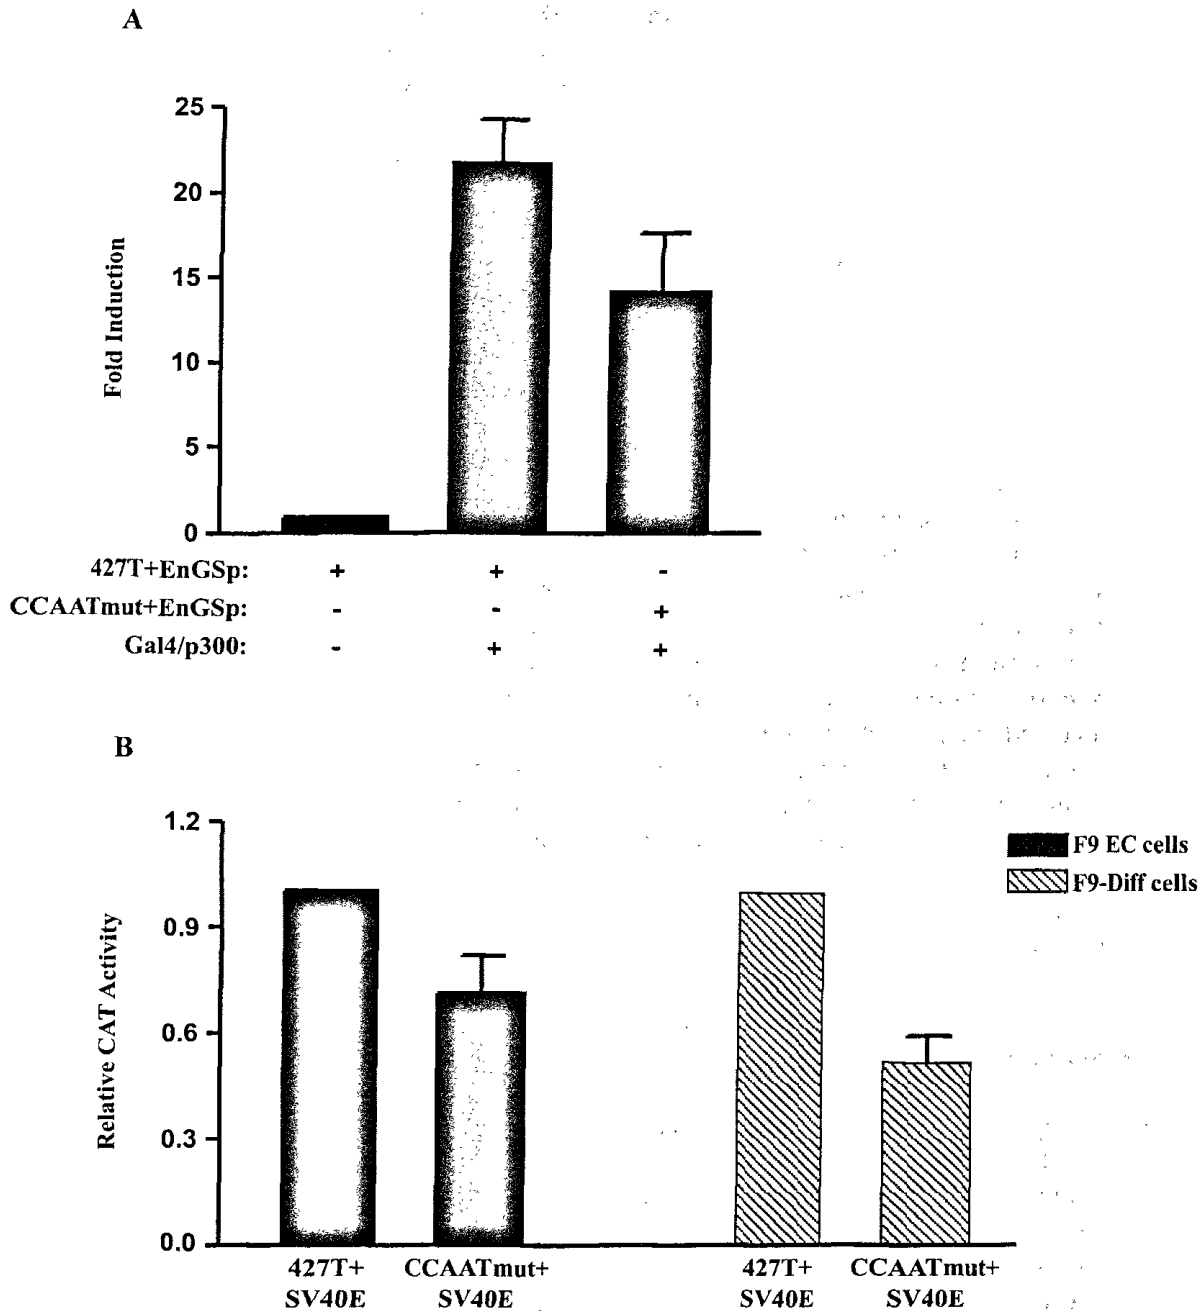 A
25
20
15
10
5
0
Fold Induction
427T+EnGSp: + + -
CCAATmut+EnGSp: - - +
Gal4/p300: - + +
B
1.2
0.9
0.6
0.3
0.0
Relative CAT Activity
F9 EC cells
F9-Diff cells
427T+ CCAATmut+ 427T+ CCAATmut+
SV40E SV40E SV40E SV40E